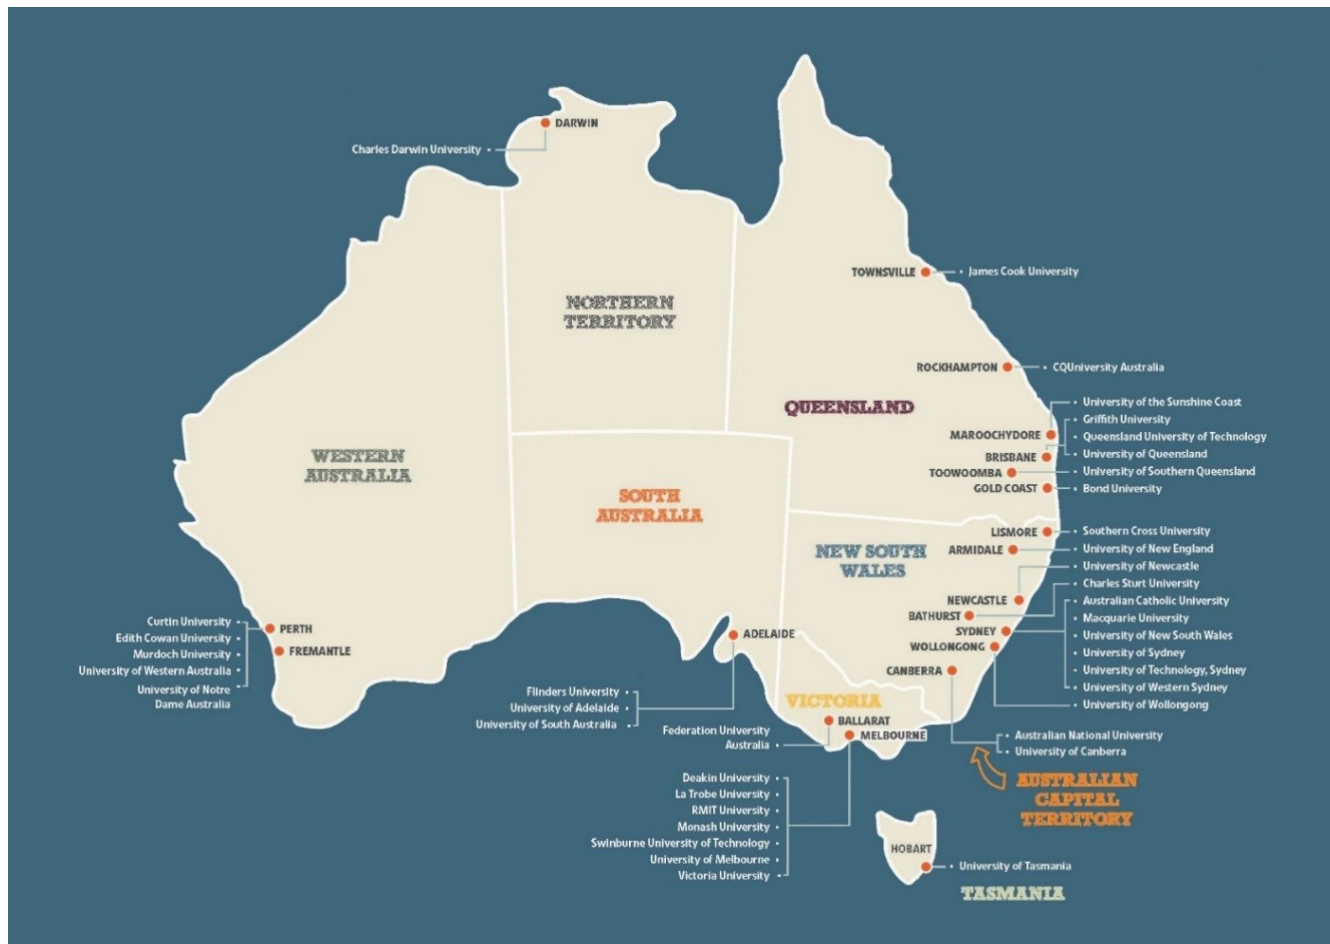 DARWIN
Charles Darwin University
TOWNSVILLE
James Cook University
NORTHERN
TERRITORY
ROCKHAMPTON
CQUniversity Australia
QUEENSLAND
University of the Sunshine Coast
Griffith University
MAROOCHYDORE
Queensland University of Technology
BRISBANE
University of Queensland
TOOWOOMBA
University of Southern Queensland
GOLD COAST
Bond University
WESTERN
AUSTRALIA
SOUTH
AUSTRALIA
NEW SOUTH
WALES
LISMORE
Southern Cross University
ARMIDALE
University of New England
University of Newcastle
Charles Sturt University
NEWCASTLE
Australian Catholic University
BATHURST
Macquarie University
SYDNEY
University of New South Wales
WOLLONGONG
University of Sydney
CANBERRA
University of Technology, Sydney
University of Western Sydney
University of Wollongong
Curtin University
PERTH
Edith Cowan University
Murdoch University
FREMANTLE
University of Western Australia
University of Notre
Dame Australia
ADELAIDE
Flinders University
University of Adelaide
University of South Australia
VICTORIA
BALLARAT
Federation University
Australia
MELBOURNE
Australian National University
University of Canberra
AUSTRALIAN
CAPITAL
TERRITORY
Deakin University
La Trobe University
RMIT University
Monash University
Swinburne University of Technology
University of Melbourne
Victoria University
HOBART
University of Tasmania
TASMANIA